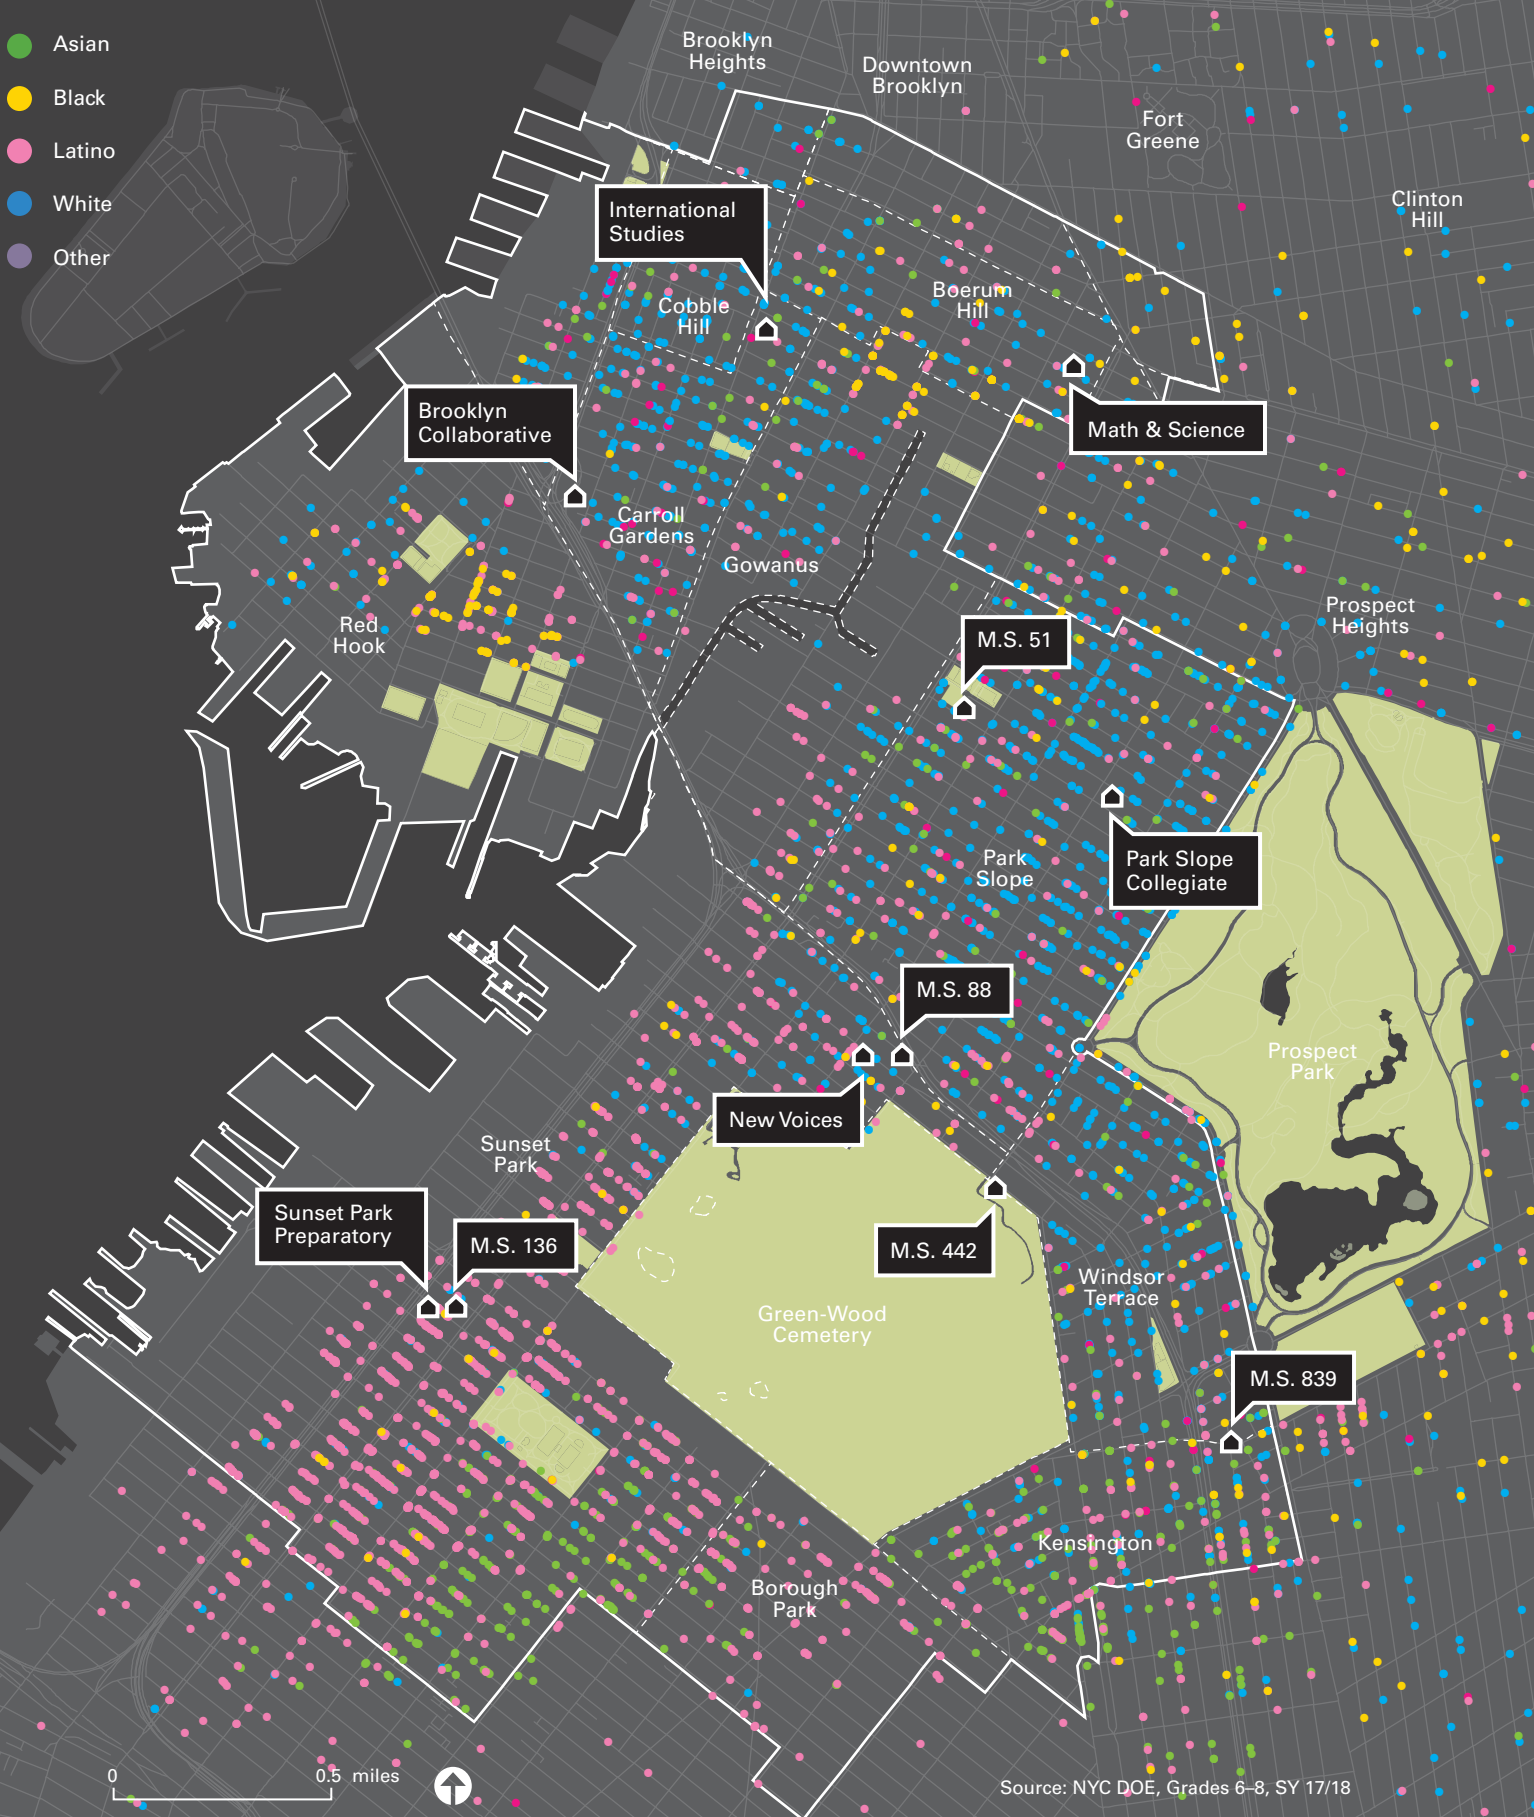 Asian
Black
Latino
White
Other
Brooklyn
Heights
Downtown
Brooklyn
Fort
Greene
Clinton
Hill
International
Studies
Cobble
Hill
Boerum
Hill
Brooklyn
Collaborative
Math & Science
Carroll
Gardens
Gowanus
Red
Hook
M.S. 51
Prospect
Heights
Park
Slope
Park Slope
Collegiate
M.S. 88
Prospect
Park
New Voices
Sunset
Park
Sunset Park
Preparatory
M.S. 136
M.S. 442
Windsor
Terrace
Green-Wood
Cemetery
M.S. 839
Kensington
Borough
Park
0 0.5 miles
Source: NYC DOE, Grades 6–8, SY 17/18